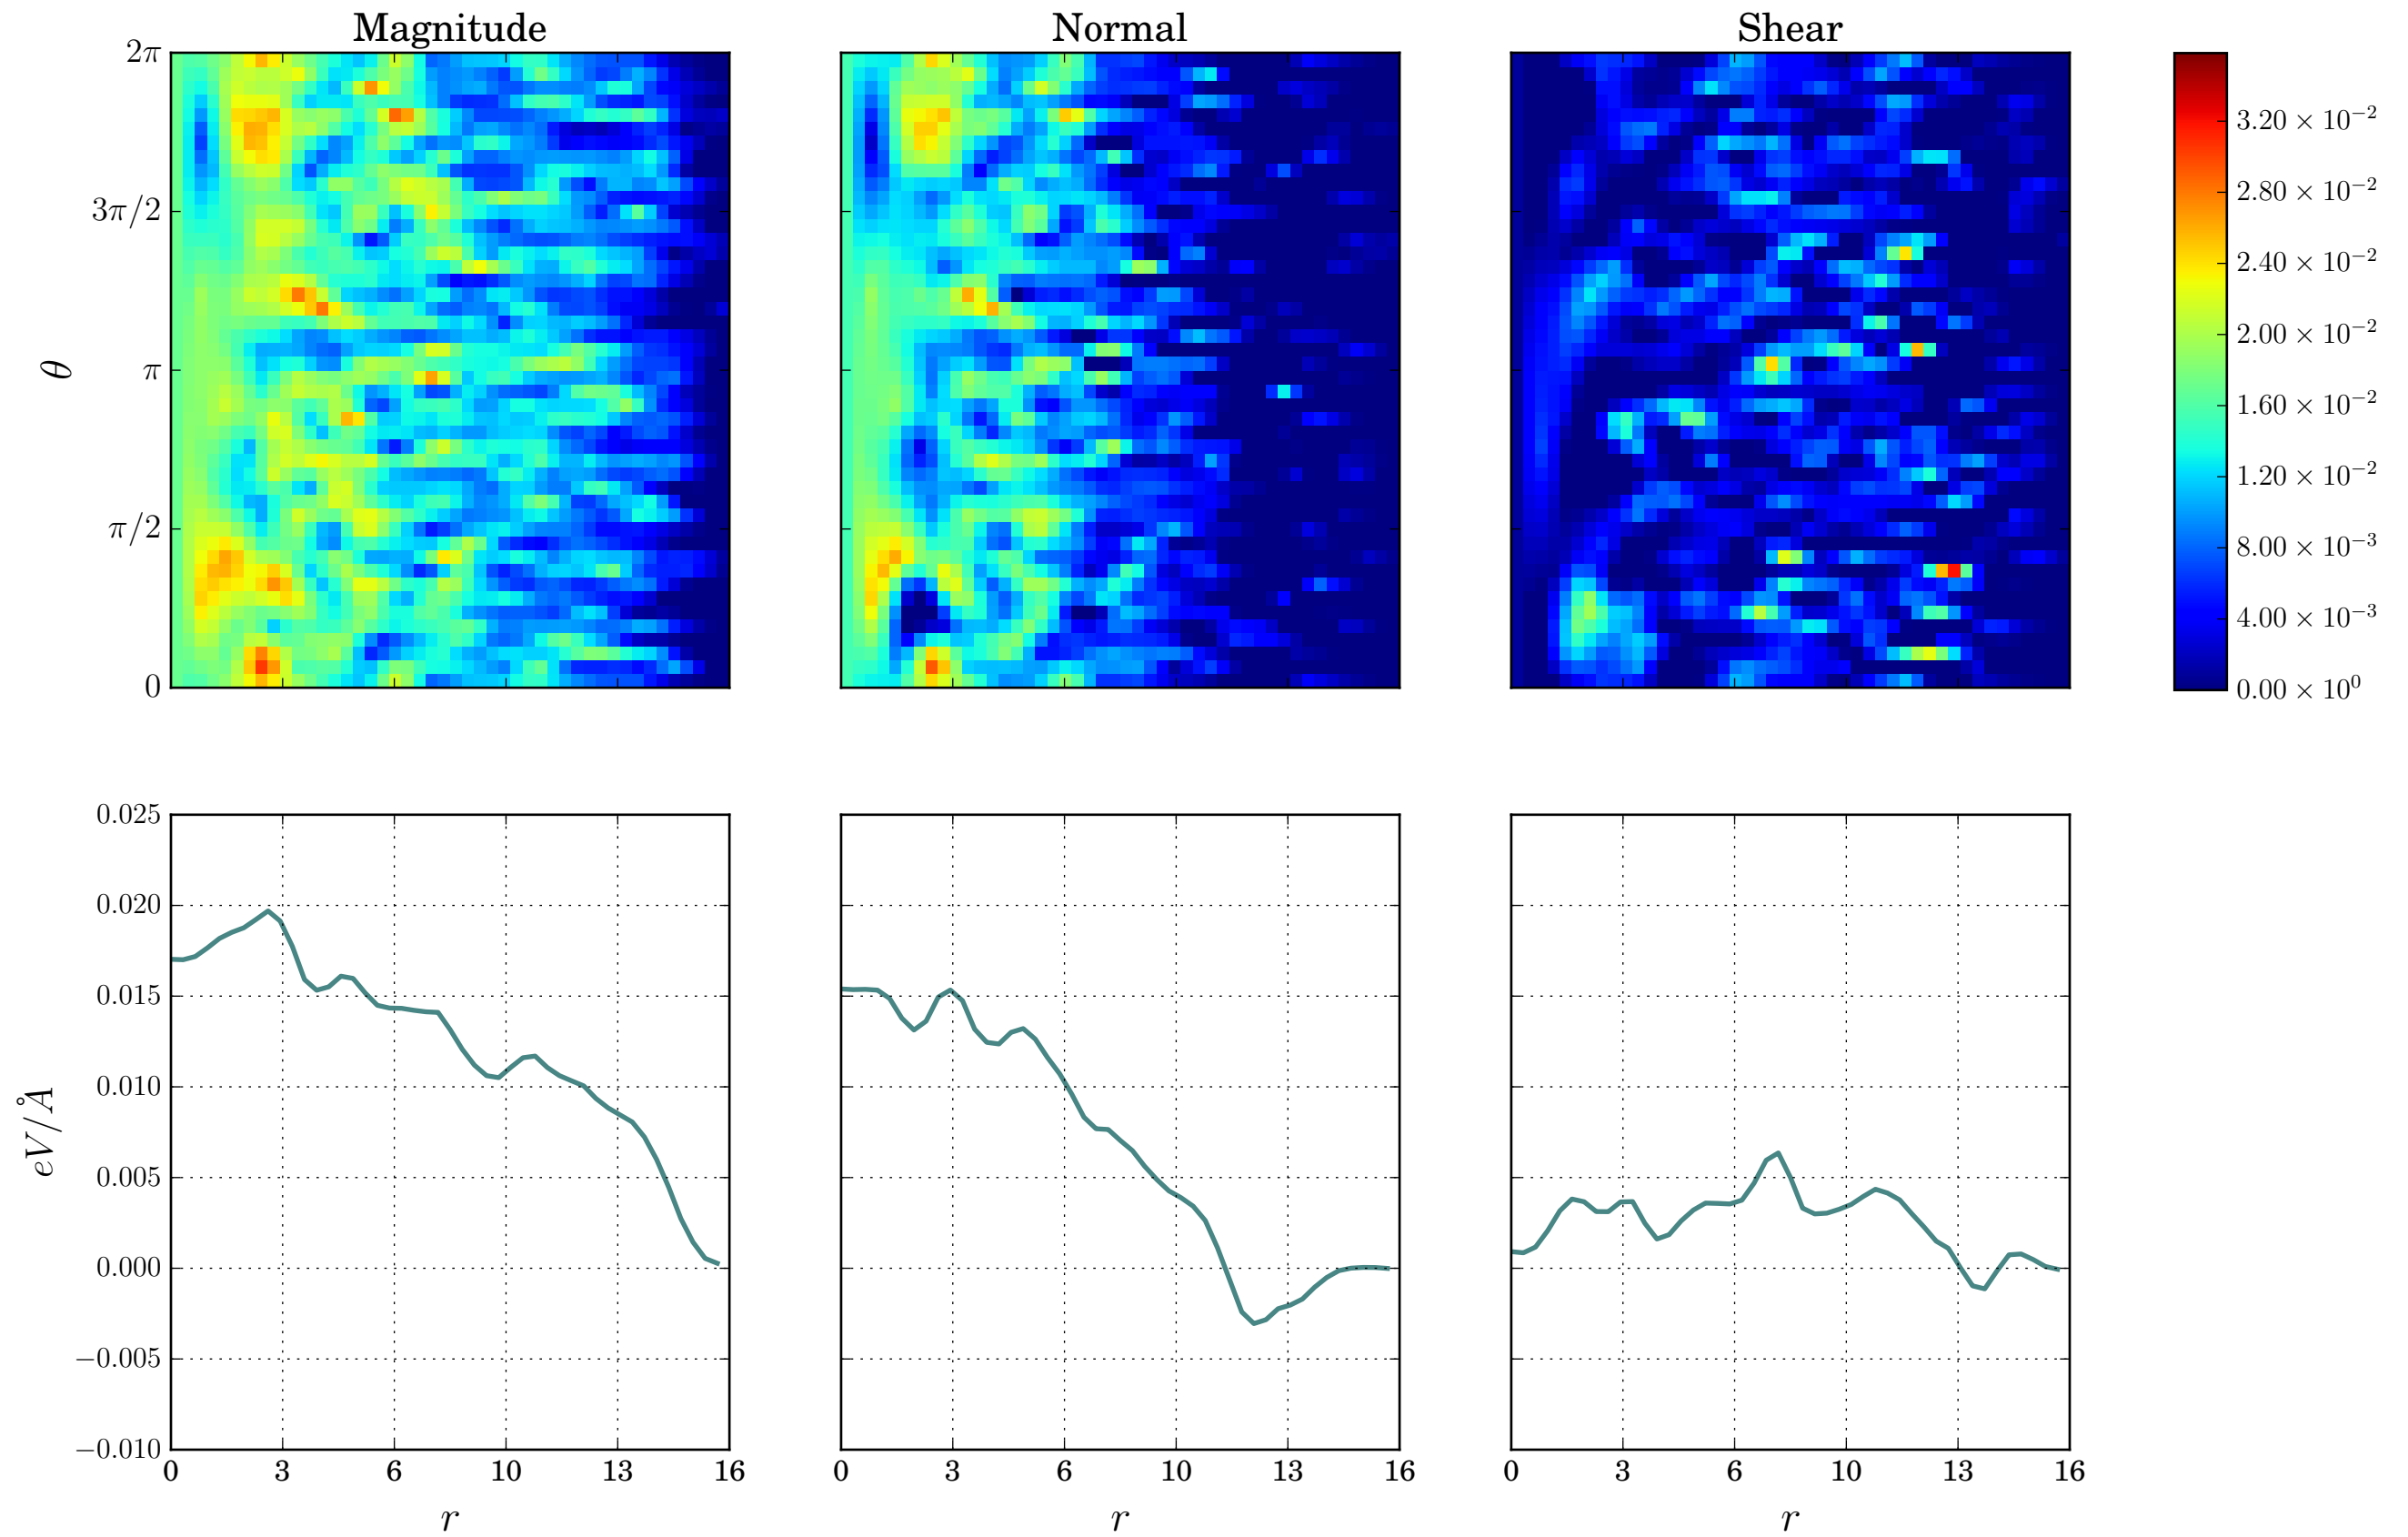 Magnitude Normal Shear
2π
3π/2
π
π/2
0
θ
3.20 × 10⁻²
2.80 × 10⁻²
2.40 × 10⁻²
2.00 × 10⁻²
1.60 × 10⁻²
1.20 × 10⁻²
8.00 × 10⁻³
4.00 × 10⁻³
0.00 × 10⁰
0.025
0.020
0.015
0.010
0.005
0.000
−0.005
−0.010
eV/Å
0 3 6 10 13 16 0 3 6 10 13 16 0 3 6 10 13 16
r r r